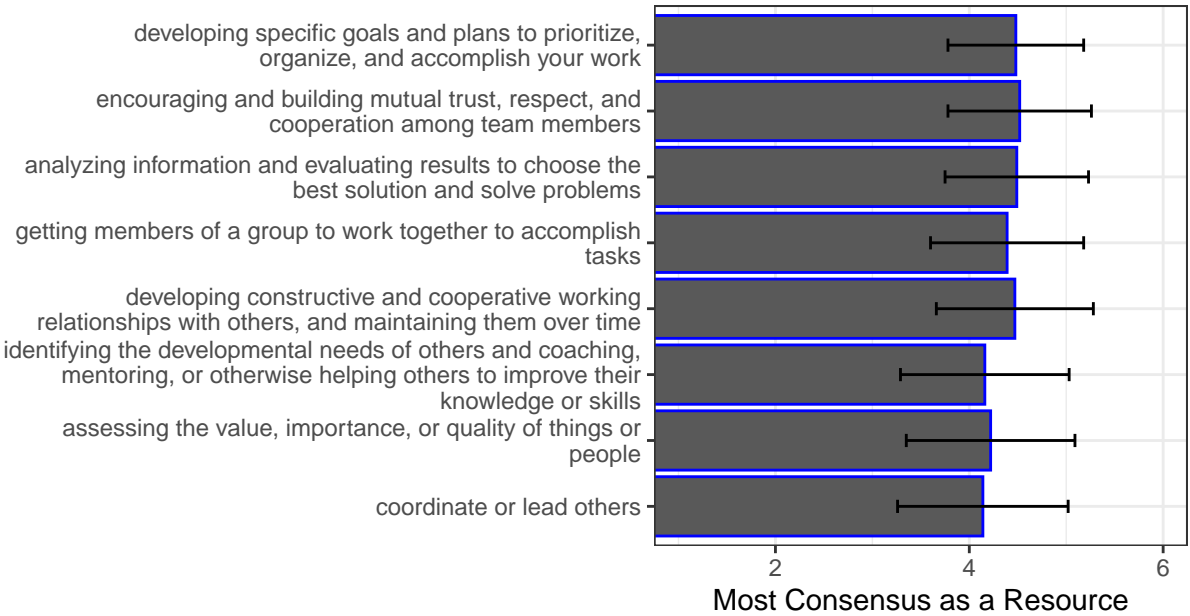 developing specific goals and plans to prioritize,
organize, and accomplish your work
encouraging and building mutual trust, respect, and
cooperation among team members
analyzing information and evaluating results to choose the
best solution and solve problems
getting members of a group to work together to accomplish
tasks
developing constructive and cooperative working
relationships with others, and maintaining them over time
identifying the developmental needs of others and coaching,
mentoring, or otherwise helping others to improve their
knowledge or skills
assessing the value, importance, or quality of things or
people
coordinate or lead others
2 4 6
Most Consensus as a Resource